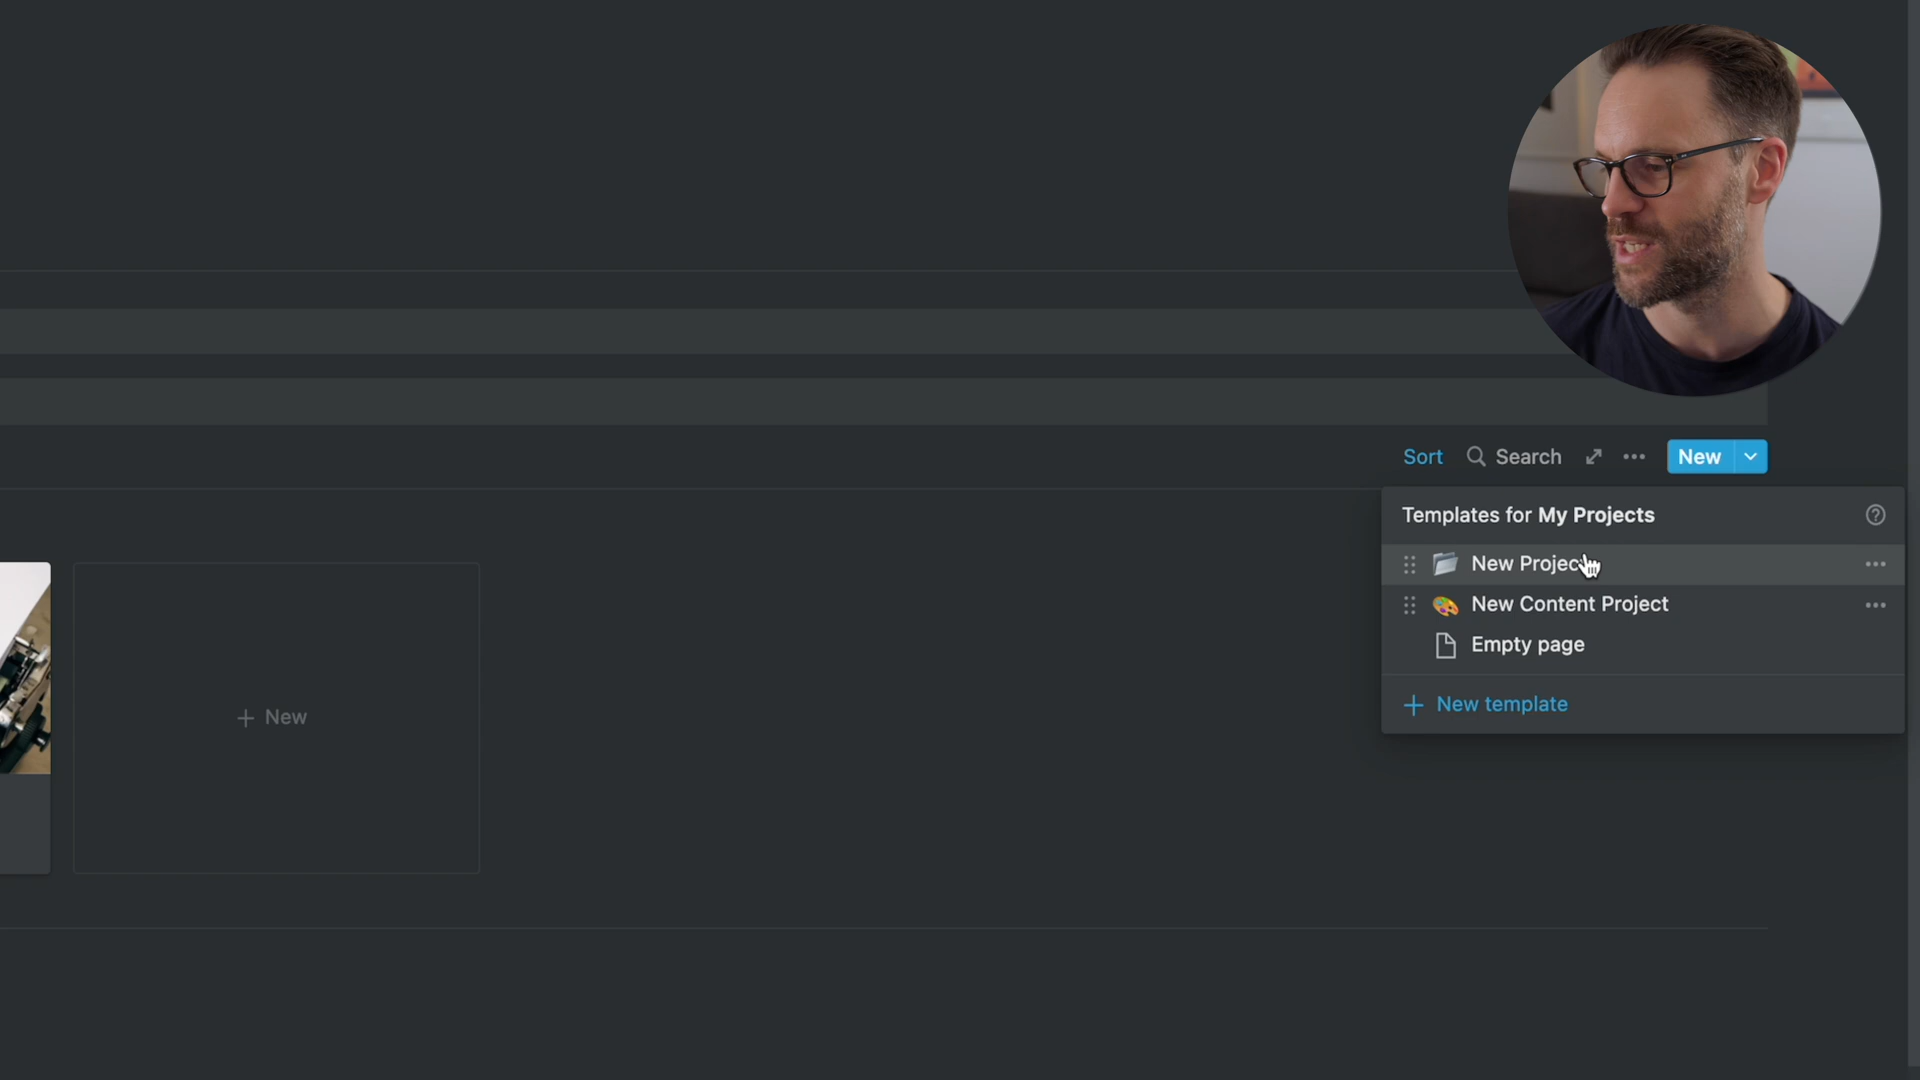 Sort Search New
Templates for My Projects
New Project
New Content Project
Empty page
New template
New